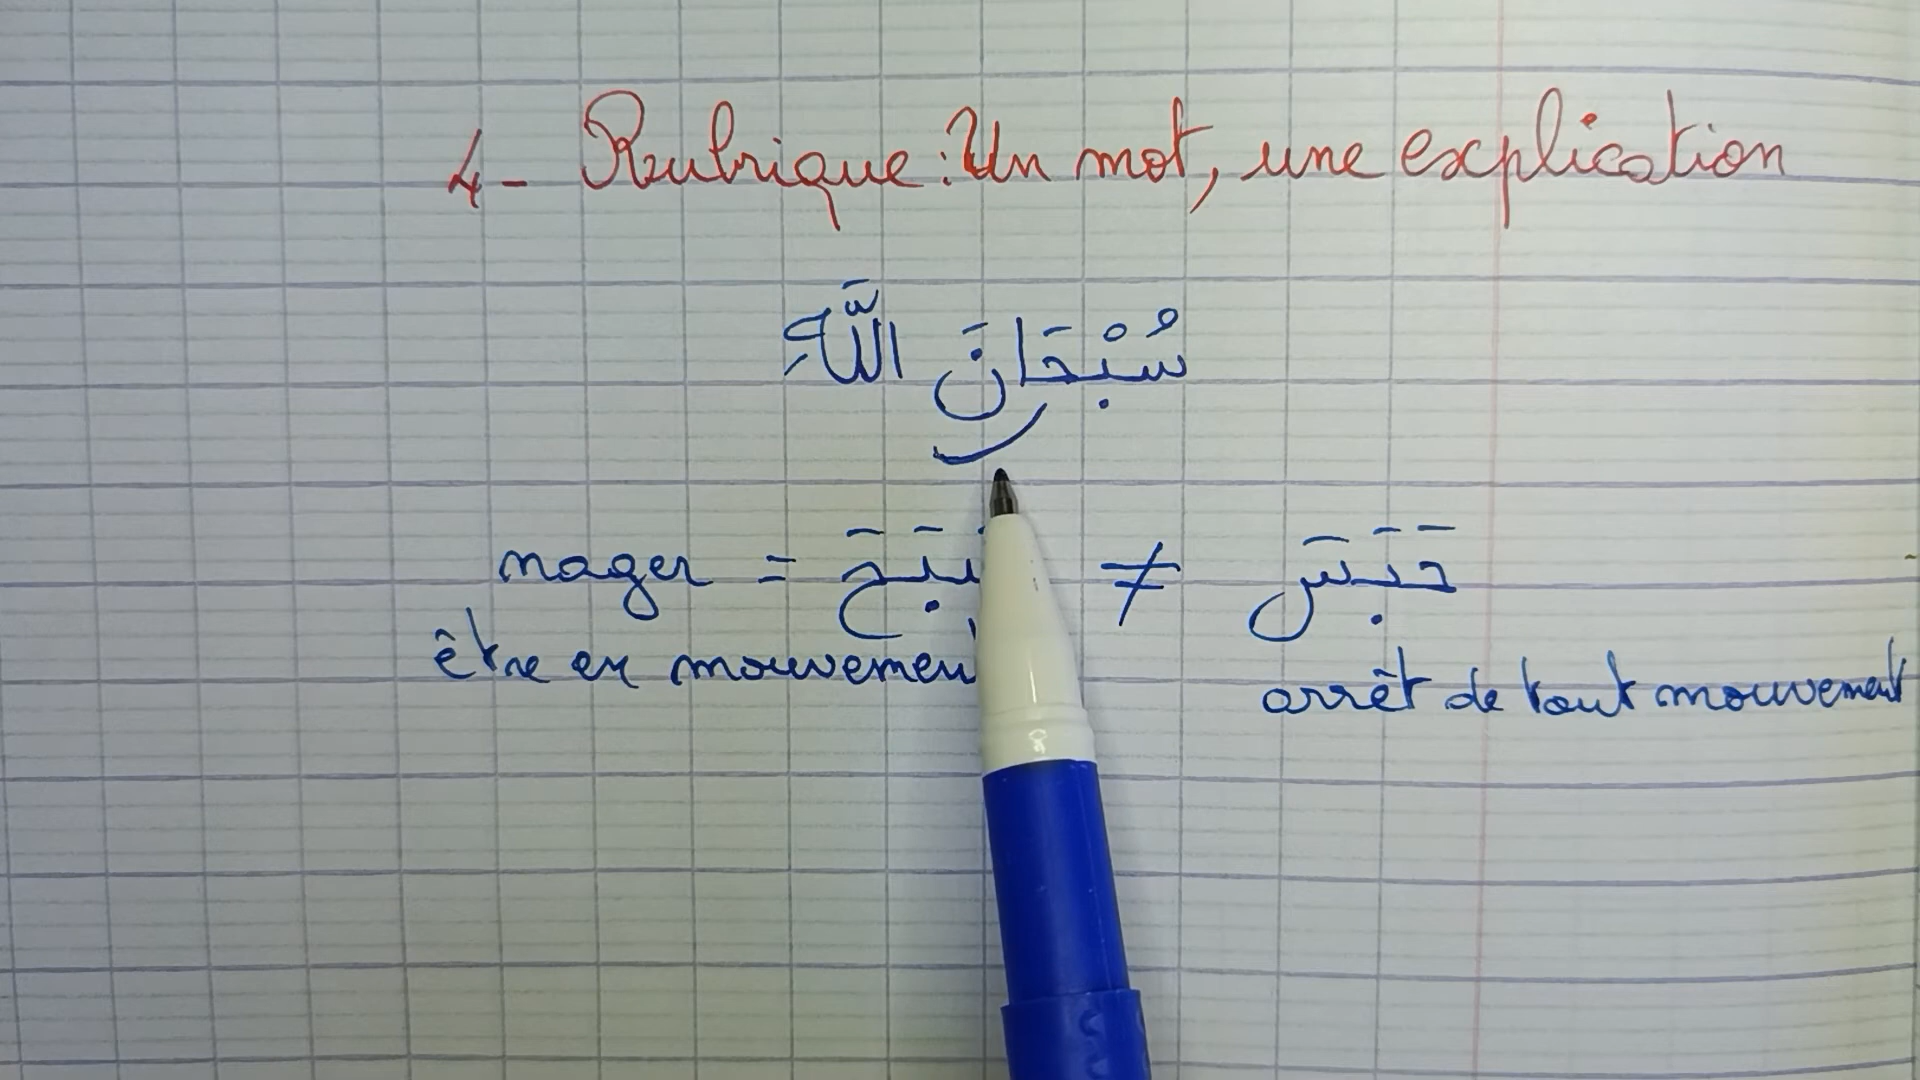 4- Rubrique: Un mot, une explication
سُبْحَانَ اللَّهِ
nager = سَبَحَ ≠ حَبَسَ
être en mouvement
arrêt de tout mouvement